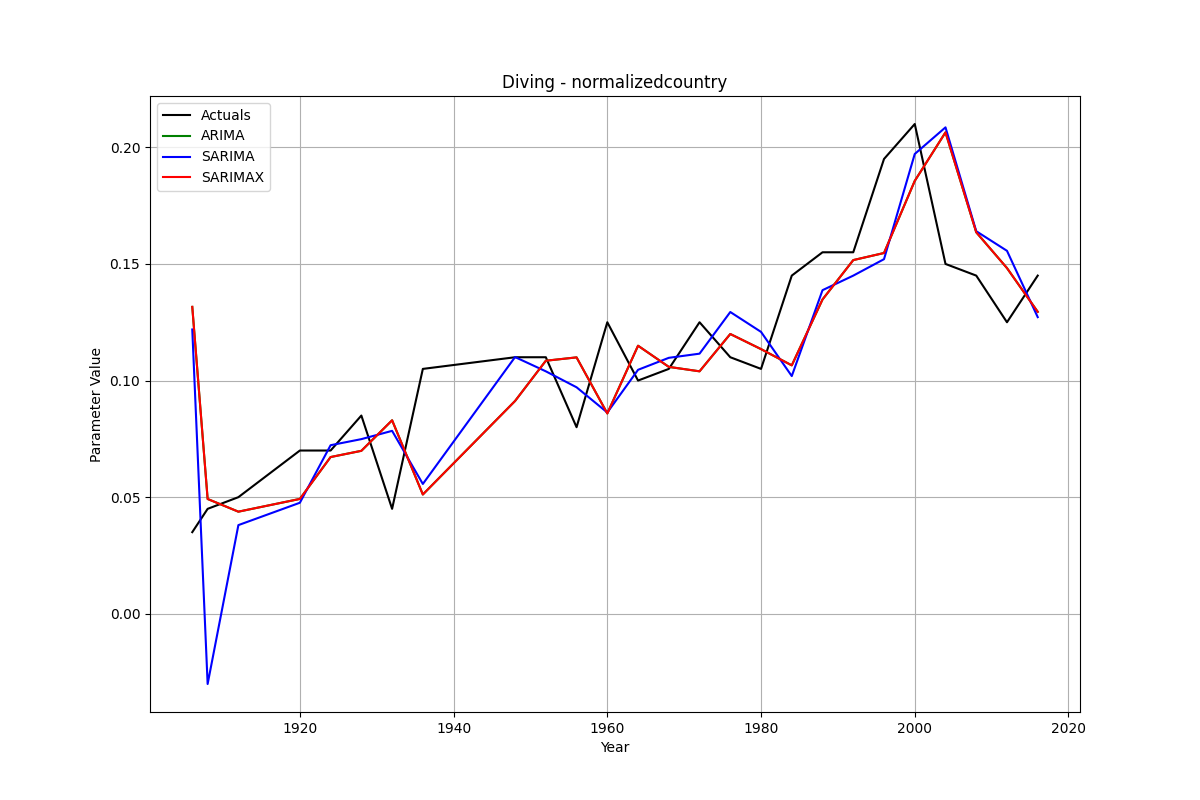 Diving - normalizedcountry
Actuals
ARIMA
SARIMA
SARIMAX
0.20
0.15
0.10
0.05
0.00
Parameter Value
1920 1940 1960 1980 2000 2020
Year